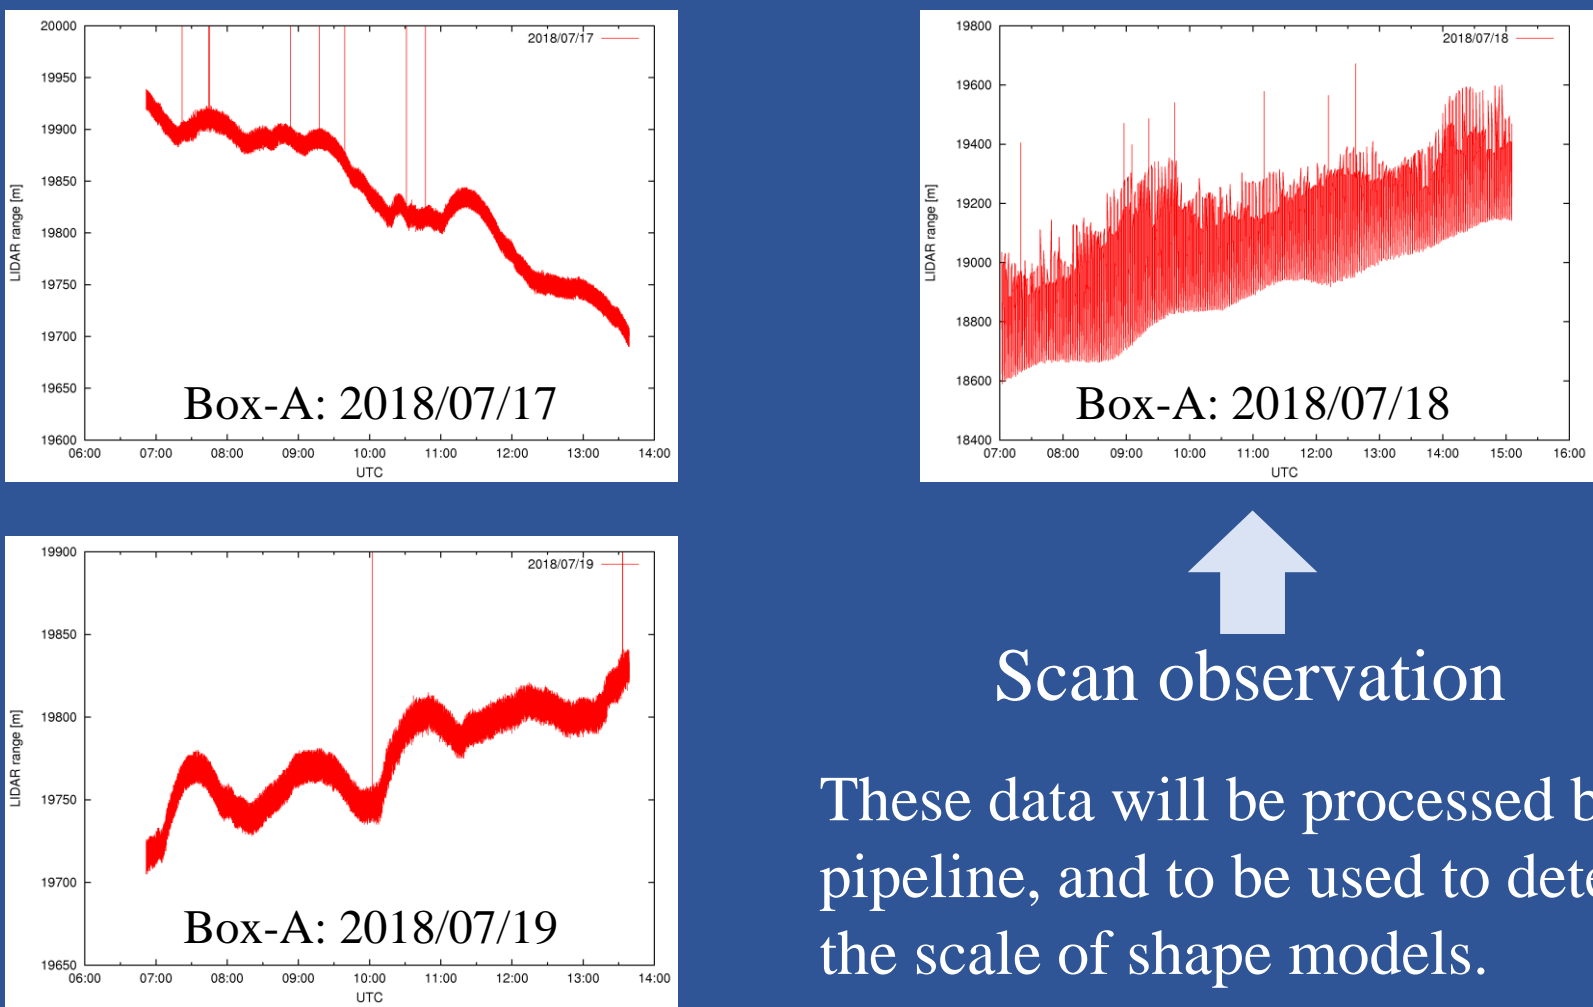 20000
19950
19900
19850
19800
19750
19700
19650
19600
LIDAR range [m]
2018/07/17
Box-A: 2018/07/17
06:00 07:00 08:00 09:00 10:00 11:00 12:00 13:00 14:00
UTC
19800
19600
19400
19200
19000
18800
18600
18400
LIDAR range [m]
2018/07/18
Box-A: 2018/07/18
07:00 08:00 09:00 10:00 11:00 12:00 13:00 14:00 15:00 16:00
UTC
19900
19850
19800
19750
19700
19650
LIDAR range [m]
2018/07/19
Box-A: 2018/07/19
06:00 07:00 08:00 09:00 10:00 11:00 12:00 13:00 14:00
UTC
Scan observation
These data will be processed
pipeline, and to be used to
the scale of shape models.